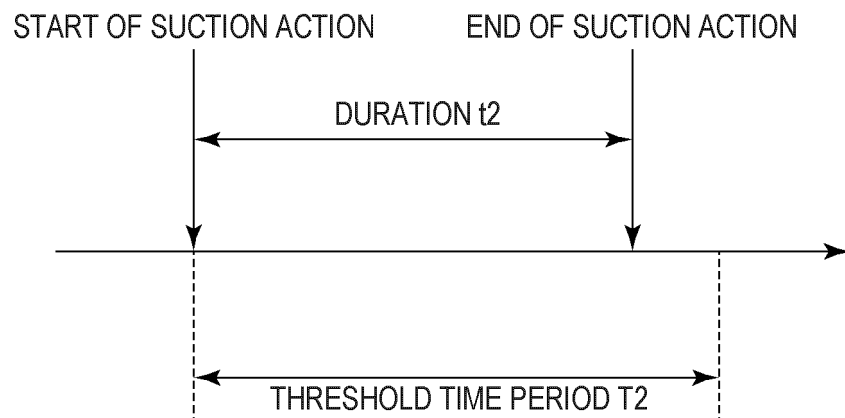 START OF SUCTION ACTION
END OF SUCTION ACTION
DURATION t2
THRESHOLD TIME PERIOD T2